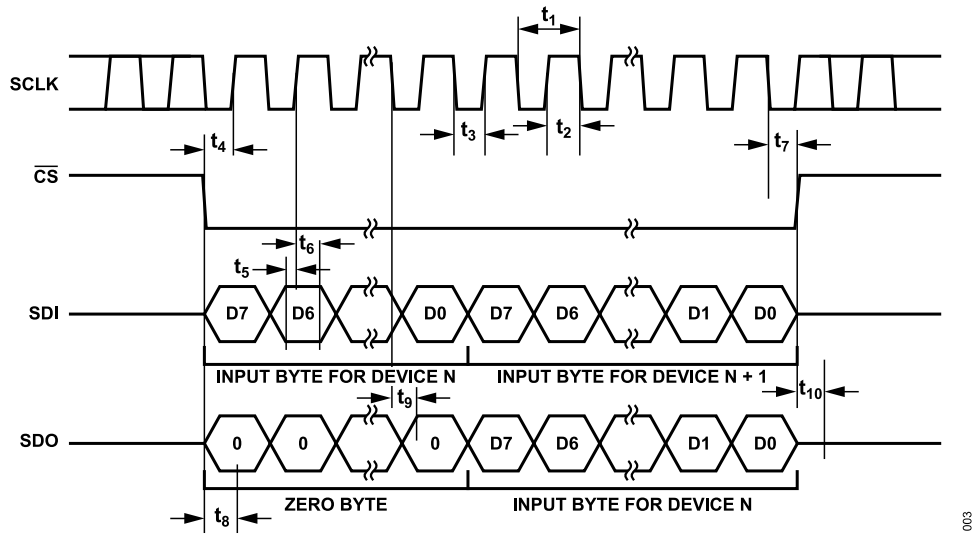 t1
SCLK
t3
t2
t4
t7
CS
t6
t5
SDI
D7
D6
D0
D7
D6
D1
D0
INPUT BYTE FOR DEVICE N
INPUT BYTE FOR DEVICE N + 1
t10
t9
SDO
0
0
0
D7
D6
D1
D0
ZERO BYTE
INPUT BYTE FOR DEVICE N
t8
003